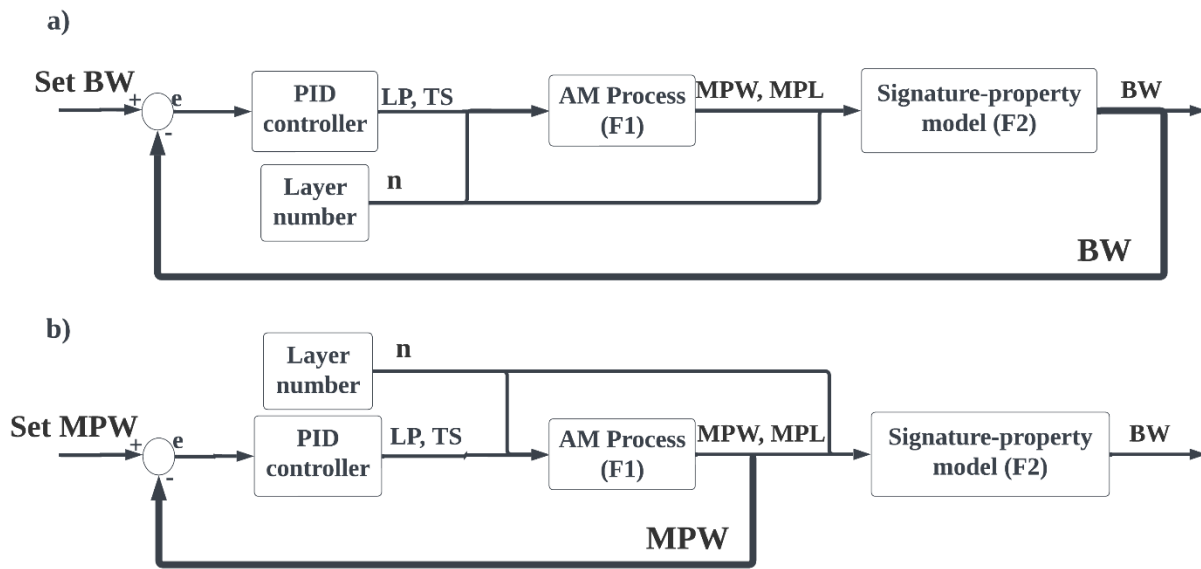 a)
Set BW
+
e
-
PID
controller
LP, TS
AM Process
(F1)
MPW, MPL
Signature-property
model (F2)
BW
Layer
number
n
BW
b)
Layer
number
n
Set MPW
+
e
-
PID
controller
LP, TS
AM Process
(F1)
MPW, MPL
Signature-property
model (F2)
BW
MPW